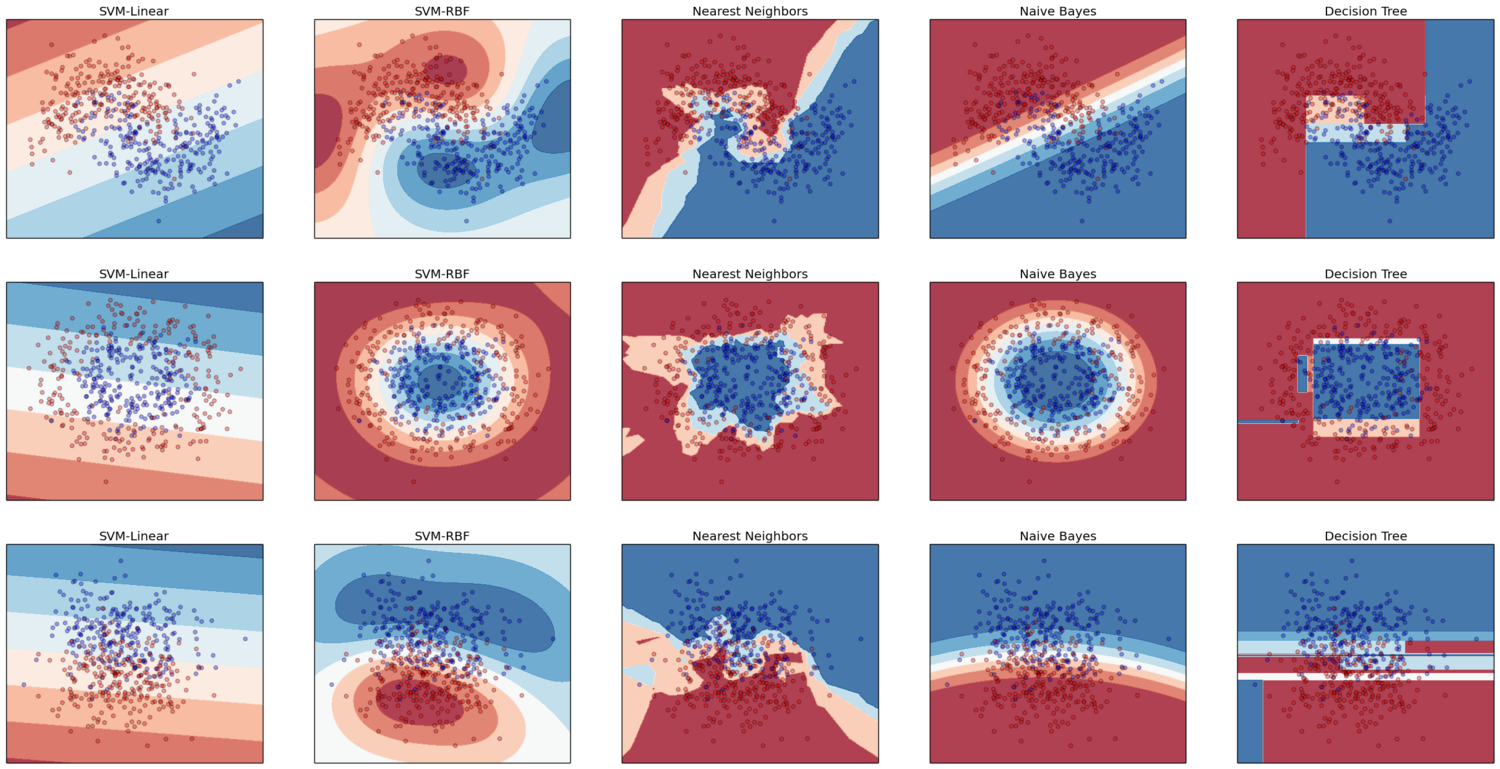 SVM-Linear
SVM-RBF
Nearest Neighbors
Naive Bayes
Decision Tree
SVM-Linear
SVM-RBF
Nearest Neighbors
Naive Bayes
Decision Tree
SVM-Linear
SVM-RBF
Nearest Neighbors
Naive Bayes
Decision Tree